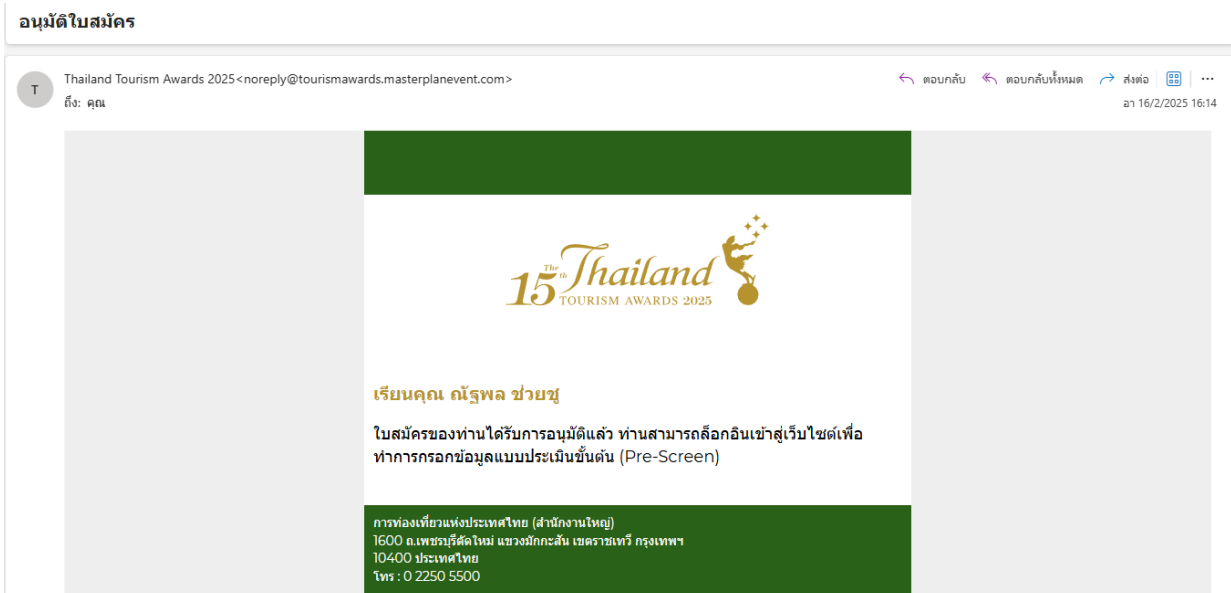 อนุมัติใบสมัคร
T
Thailand Tourism Awards 2025<noreply@tourismawards.masterplanevent.com>
ตอบกลับ ตอบกลับทั้งหมด ส่งต่อ
ถึง: คุณ
อา 16/2/2025 16:14
The 15th Thailand
TOURISM AWARDS 2025
เรียนคุณ ณัฐพล ช่วยชู
ใบสมัครของท่านได้รับการอนุมัติแล้ว ท่านสามารถล็อกอินเข้าสู่เว็บไซต์เพื่อ
ทำการกรอกข้อมูลแบบประเมินขั้นต้น (Pre-Screen)
การท่องเที่ยวแห่งประเทศไทย (สำนักงานใหญ่)
1600 ถ.เพชรบุรีตัดใหม่ แขวงมักกะสัน เขตราชเทวี กรุงเทพฯ
10400 ประเทศไทย
โทร : 0 2250 5500